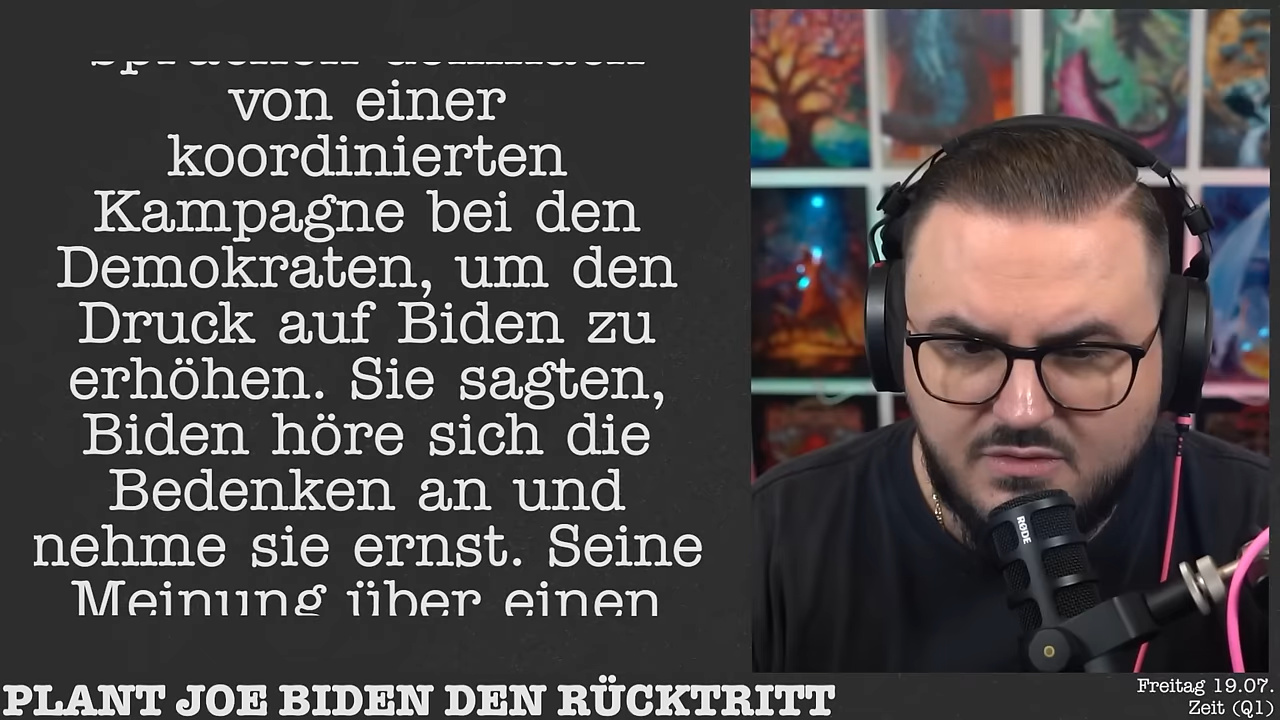 von einer
koordinierten
Kampagne bei den
Demokraten, um den
Druck auf Biden zu
erhöhen. Sie sagten,
Biden höre sich die
Bedenken an und
nehme sie ernst. Seine
Meinung über einen
PLANT JOE BIDEN DEN RÜCKTRITT
Freitag 19.07.
Zeit (Q1)
RØDE